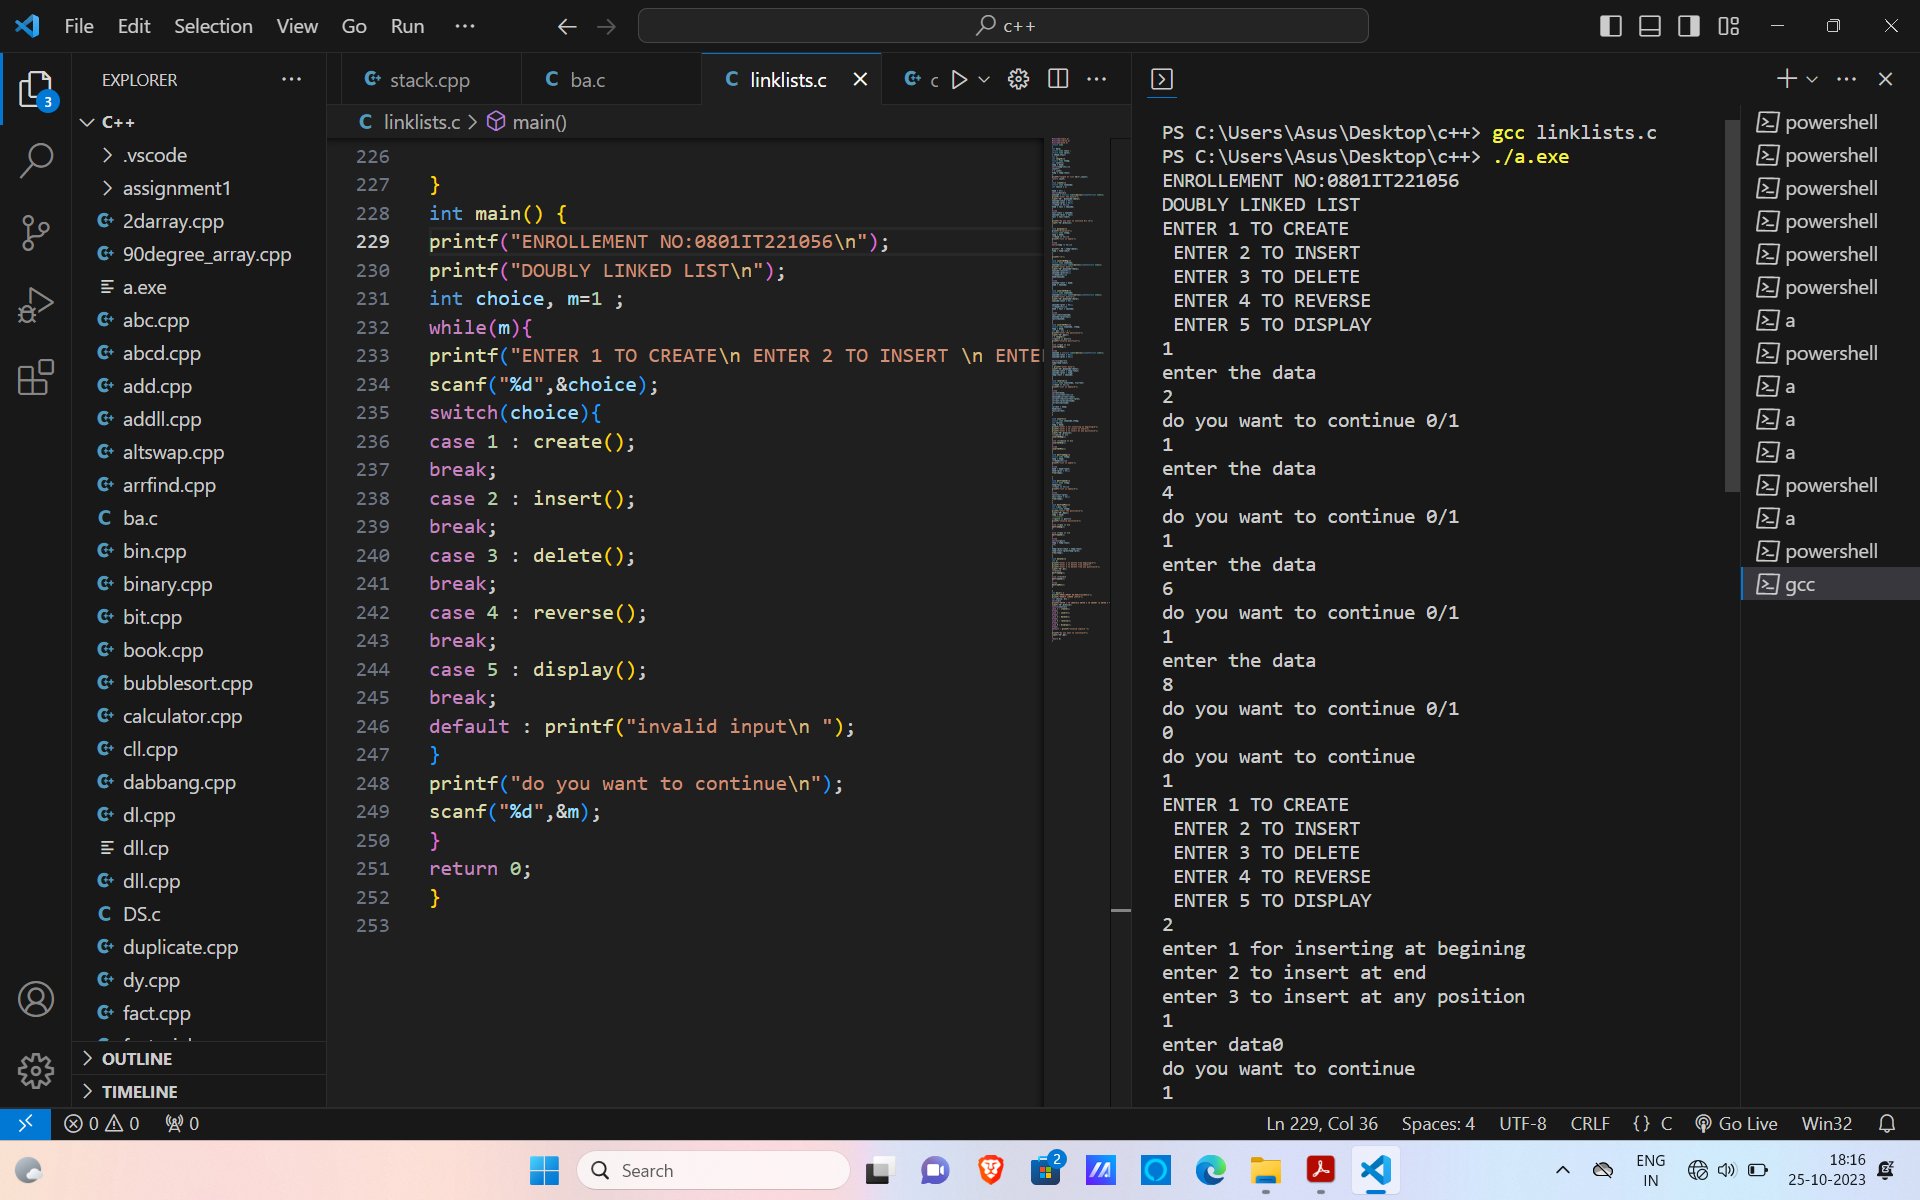 File Edit Selection View Go Run ···
c++
EXPLORER
C++
.vscode
assignment1
2darray.cpp
90degree_array.cpp
a.exe
abc.cpp
abcd.cpp
add.cpp
addll.cpp
altswap.cpp
arrfind.cpp
ba.c
bin.cpp
binary.cpp
bit.cpp
book.cpp
bubblesort.cpp
calculator.cpp
cll.cpp
dabbang.cpp
dl.cpp
dll.cp
dll.cpp
DS.c
duplicate.cpp
dy.cpp
fact.cpp
OUTLINE
TIMELINE
3
stack.cpp ba.c linklists.c c
linklists.c > main()
226
227 }
228 int main() {
229 printf("ENROLLEMENT NO:0801IT221056\n");
230 printf("DOUBLY LINKED LIST\n");
231 int choice, m=1 ;
232 while(m){
233 printf("ENTER 1 TO CREATE\n ENTER 2 TO INSERT \n ENTE
234 scanf("%d",&choice);
235 switch(choice){
236 case 1 : create();
237 break;
238 case 2 : insert();
239 break;
240 case 3 : delete();
241 break;
242 case 4 : reverse();
243 break;
244 case 5 : display();
245 break;
246 default : printf("invalid input\n ");
247 }
248 printf("do you want to continue\n");
249 scanf("%d",&m);
250 }
251 return 0;
252 }
253
PS C:\Users\Asus\Desktop\c++> gcc linklists.c
PS C:\Users\Asus\Desktop\c++> ./a.exe
ENROLLEMENT NO:0801IT221056
DOUBLY LINKED LIST
ENTER 1 TO CREATE
ENTER 2 TO INSERT
ENTER 3 TO DELETE
ENTER 4 TO REVERSE
ENTER 5 TO DISPLAY
1
enter the data
2
do you want to continue 0/1
1
enter the data
4
do you want to continue 0/1
1
enter the data
6
do you want to continue 0/1
1
enter the data
8
do you want to continue 0/1
0
do you want to continue
1
ENTER 1 TO CREATE
ENTER 2 TO INSERT
ENTER 3 TO DELETE
ENTER 4 TO REVERSE
ENTER 5 TO DISPLAY
2
enter 1 for inserting at begining
enter 2 to insert at end
enter 3 to insert at any position
1
enter data0
do you want to continue
1
powershell
powershell
powershell
powershell
powershell
powershell
a
powershell
a
a
a
powershell
a
powershell
gcc
0 0 0
Ln 229, Col 36 Spaces: 4 UTF-8 CRLF {} C Go Live Win32
Search
2
ENG
IN
18:16
25-10-2023